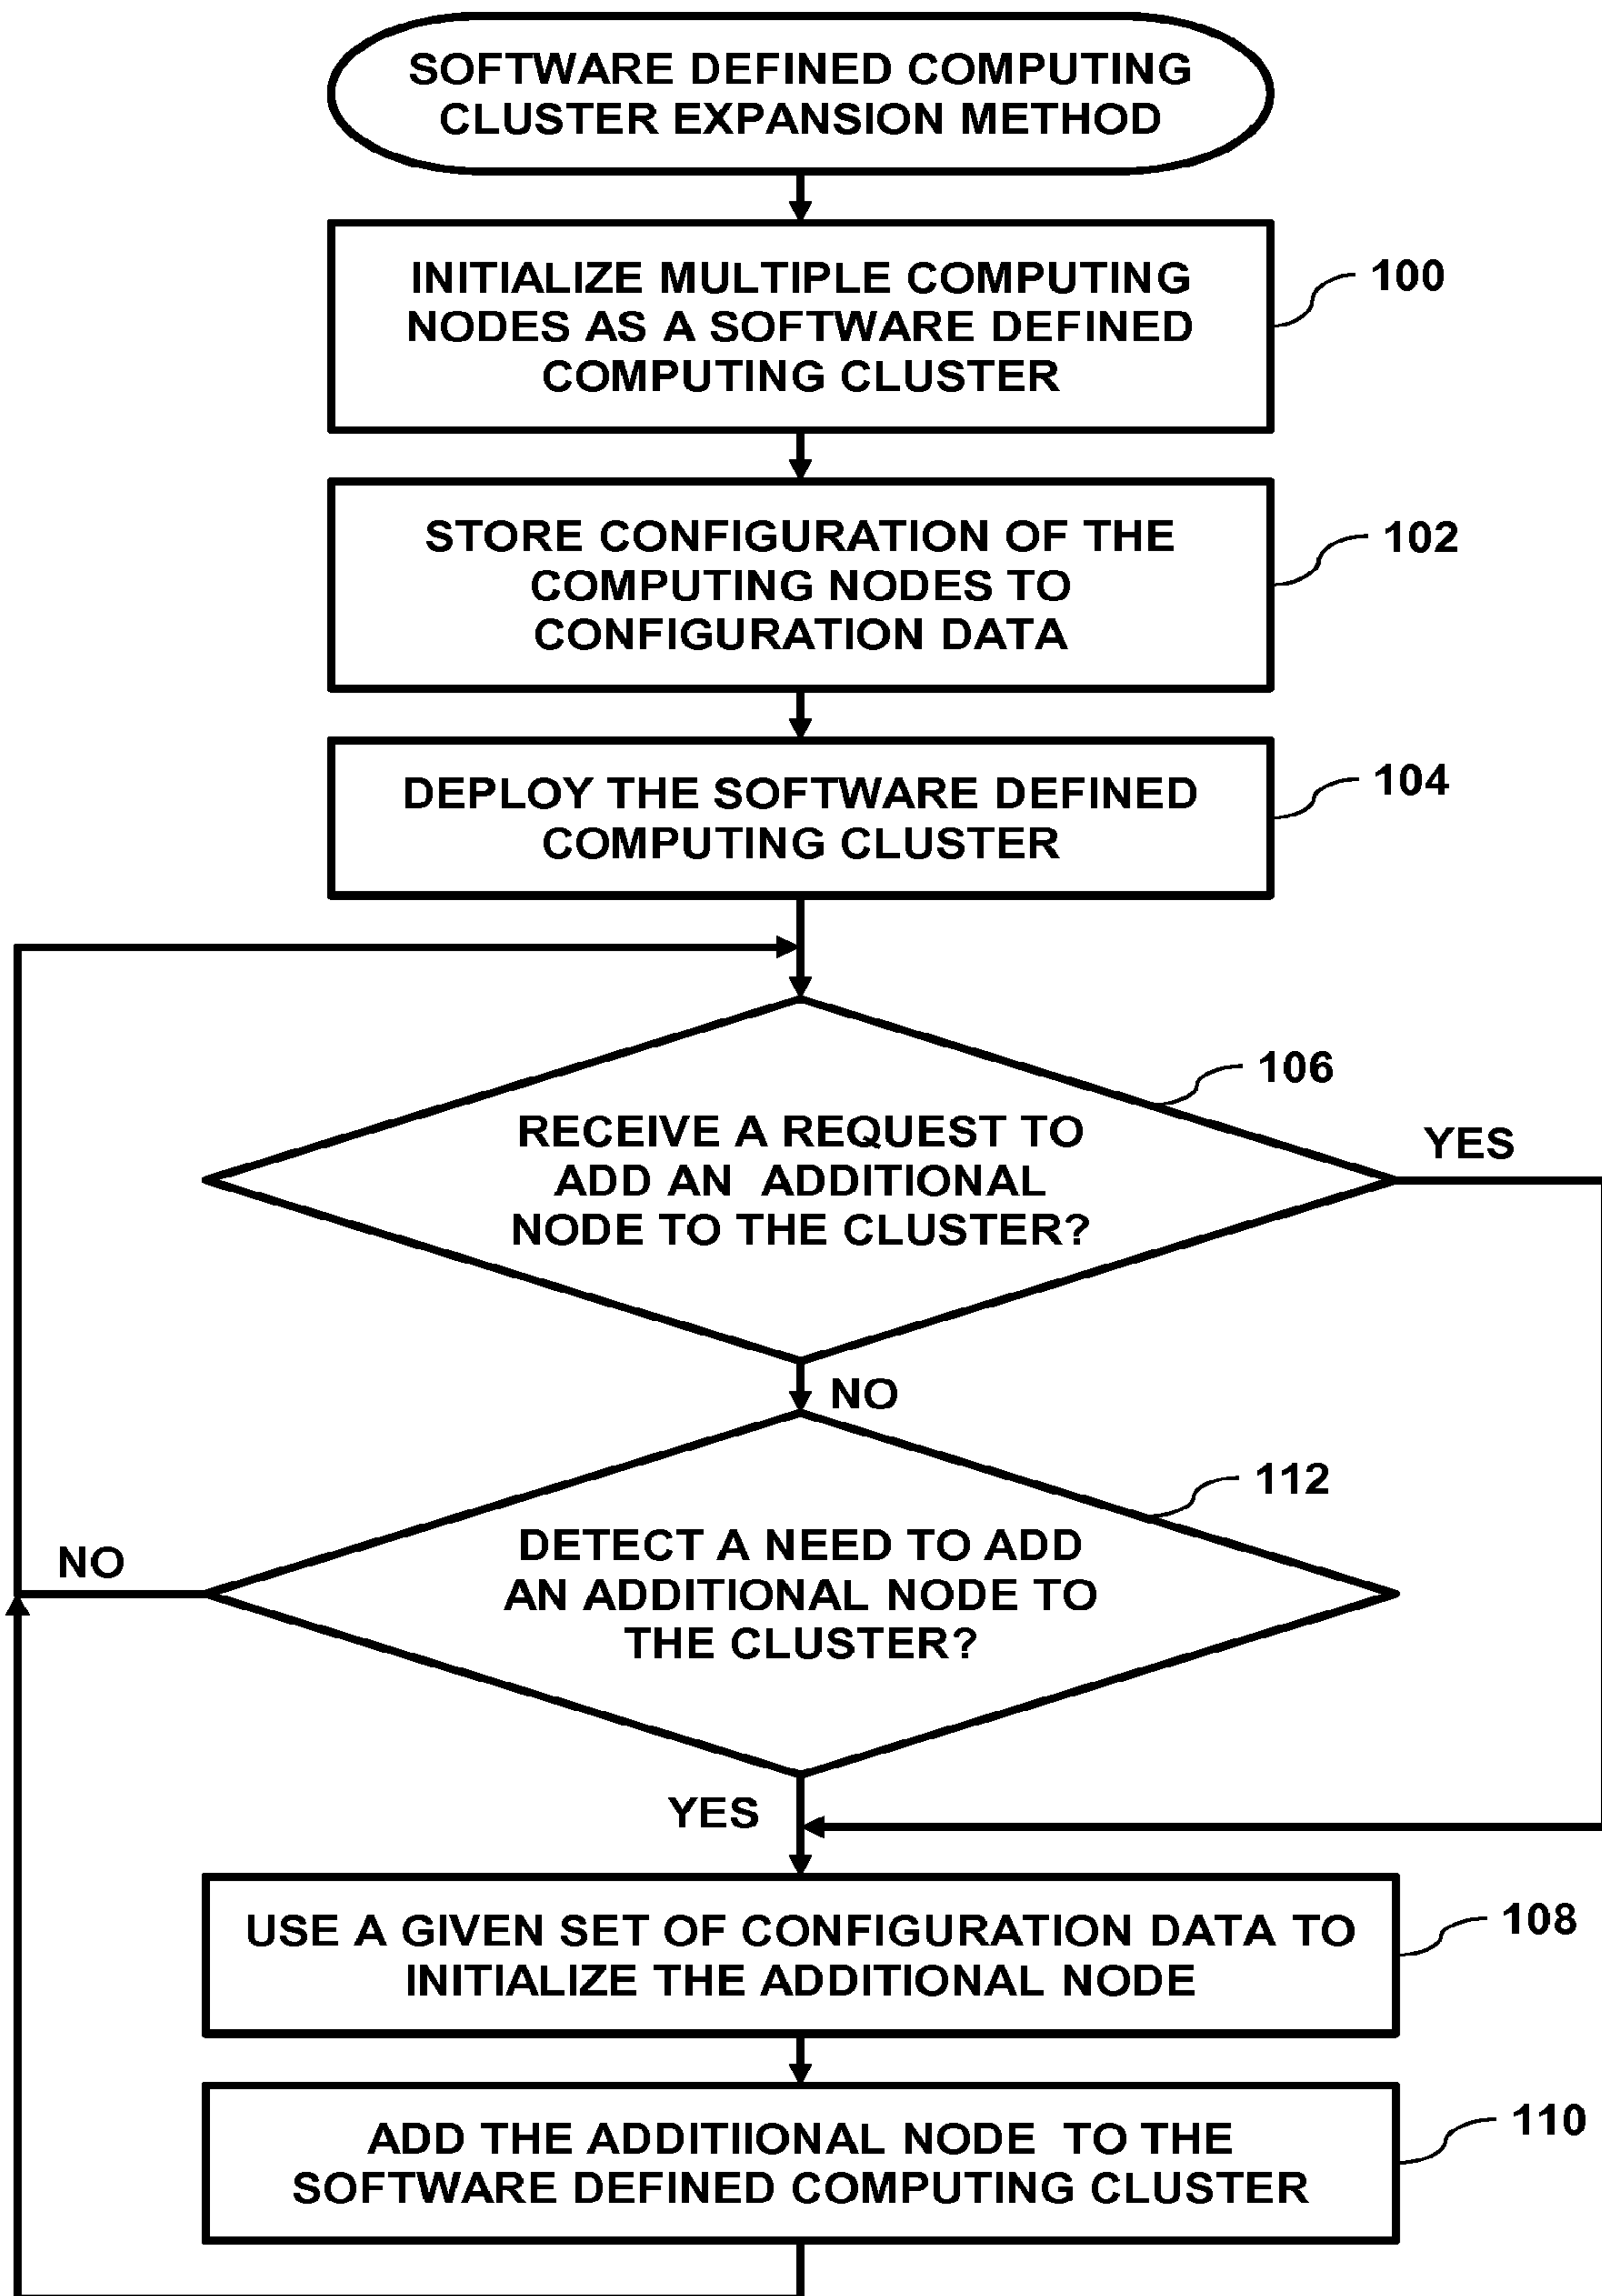 SOFTWARE DEFINED COMPUTING
CLUSTER EXPANSION METHOD
INITIALIZE MULTIPLE COMPUTING
NODES AS A SOFTWARE DEFINED
COMPUTING CLUSTER
100
STORE CONFIGURATION OF THE
COMPUTING NODES TO
CONFIGURATION DATA
102
DEPLOY THE SOFTWARE DEFINED
COMPUTING CLUSTER
104
RECEIVE A REQUEST TO
ADD AN ADDITIONAL
NODE TO THE CLUSTER?
106
YES
NO
DETECT A NEED TO ADD
AN ADDITIONAL NODE TO
THE CLUSTER?
112
NO
YES
USE A GIVEN SET OF CONFIGURATION DATA TO
INITIALIZE THE ADDITIONAL NODE
108
ADD THE ADDITIIONAL NODE TO THE
SOFTWARE DEFINED COMPUTING CLUSTER
110